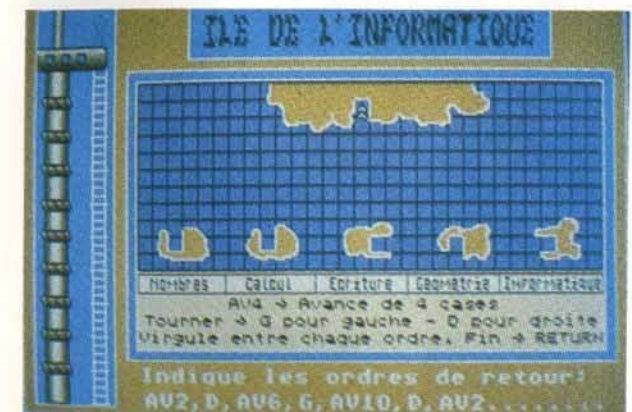 ILE DE L'INFORMATIQUE
Nombres Calcul Ecriture Géométrie Informatique
AV4 → Avance de 4 cases
Tourner → G pour gauche - D pour droite
Virgule entre chaque ordre. Fin → RETURN
Indique les ordres de retour:
AV2,D,AV6,G,AV10,D,AV2........